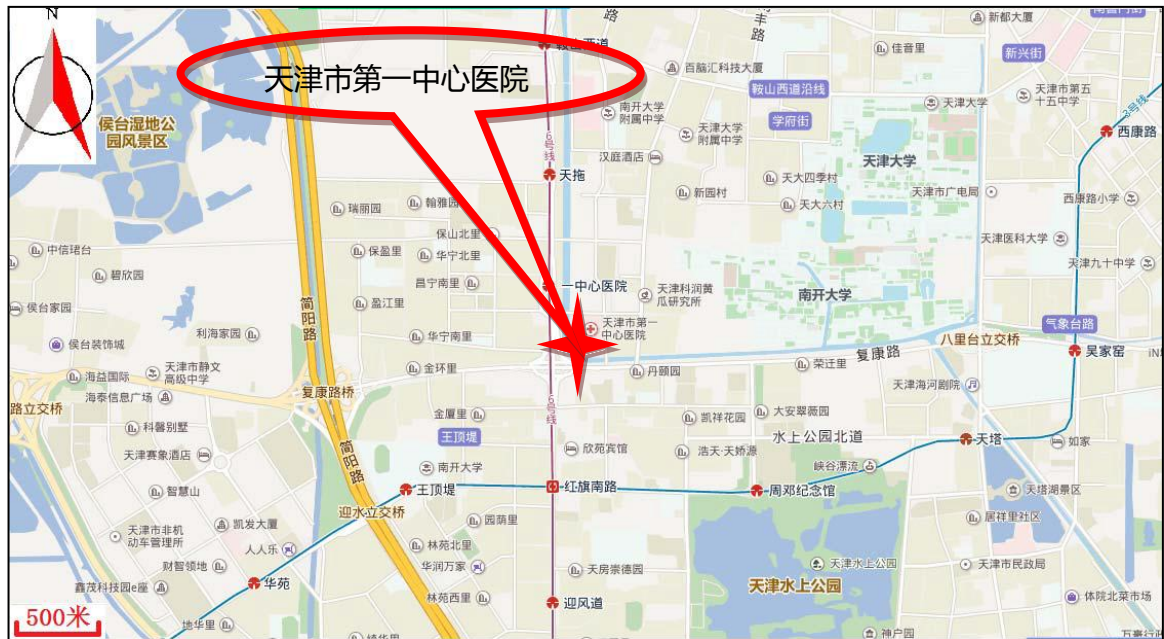 N
天津市第一中心医院
鞍山西道
路
丰路
新都大厦
佳音里
新兴街
百脑汇科技大厦
鞍山西道沿线
天津大学
天津市第五
十五中学
3号线
西康路
侯台湿地公
园风景区
6号线
南开大学
附属中学
学府街
天津大学
附属中学
汉庭酒店
天津大学
天拖
天大四季村
新园村
天大六村
天津市广电局
西康路小学
瑞丽园
翰雅园
保山北里
天津医科大学
中信珺台
保盈里
华宁北里
天津九十中学
碧欣园
昌宁南里
一中心医院
天津科润黄
瓜研究所
南开大学
侯台家园
简阳路
盈江里
天津市第一
中心医院
气象台路
利海家园
华宁南里
复康路
八里台立交桥
吴家窑
侯台装饰城
荣迁里
海益国际
天津市静文
高级中学
金环里
丹颐园
天津海河剧院
复康路桥
海泰信息广场
路立交桥
6号线
金厦里
凯祥花园
大安翠薇园
科馨别墅
王顶堤
水上公园北道
天塔
如家
天津赛象酒店
简阳路
欣苑宾馆
浩天·天娇源
南开大学
峡谷漂流
智慧山
王顶堤
红旗南路
周邓纪念馆
天塔湖景区
迎水立交桥
园荫里
居祥里社区
天津市非机
动车管理所
凯发大厦
人人乐
林苑北里
财智领地
华润万家
天房崇德园
天津水上公园
天津市民政局
鑫茂科技园e座
华苑
林苑西里
迎风道
天津水上公园
体院北菜市场
500米
地华里
神户园